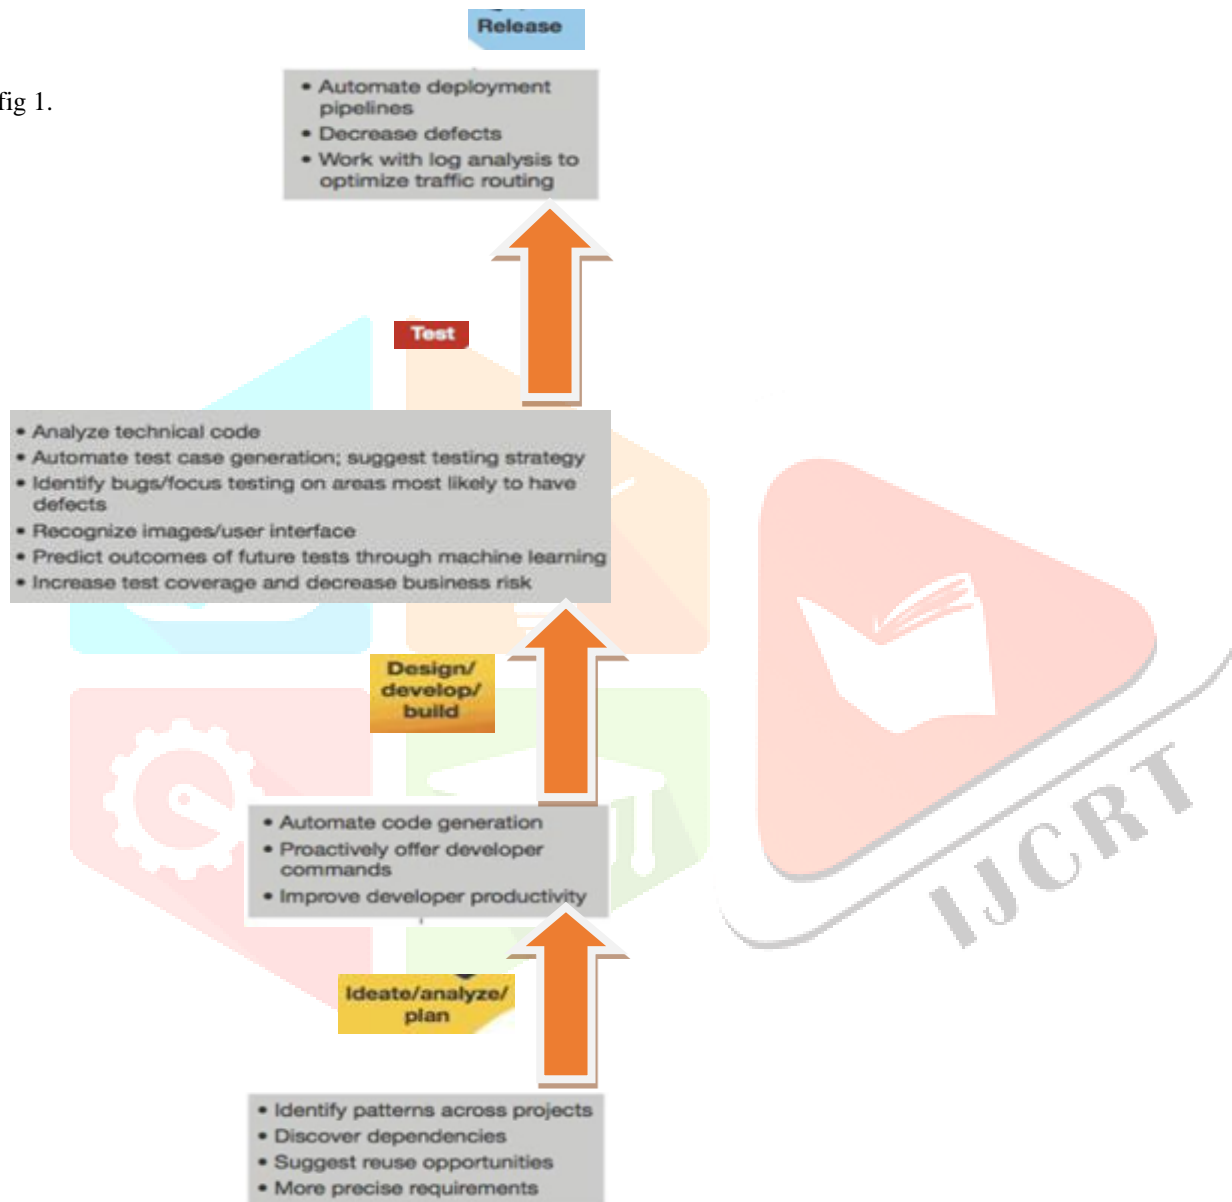 Release
fig 1.
• Automate deployment
pipelines
• Decrease defects
• Work with log analysis to
optimize traffic routing
Test
• Analyze technical code
• Automate test case generation; suggest testing strategy
• Identify bugs/focus testing on areas most likely to have
defects
• Recognize images/user interface
• Predict outcomes of future tests through machine learning
• Increase test coverage and decrease business risk
Design/
develop/
build
• Automate code generation
• Proactively offer developer
commands
• Improve developer productivity
IJCRT
Ideate/analyze/
plan
• Identify patterns across projects
• Discover dependencies
• Suggest reuse opportunities
• More precise requirements